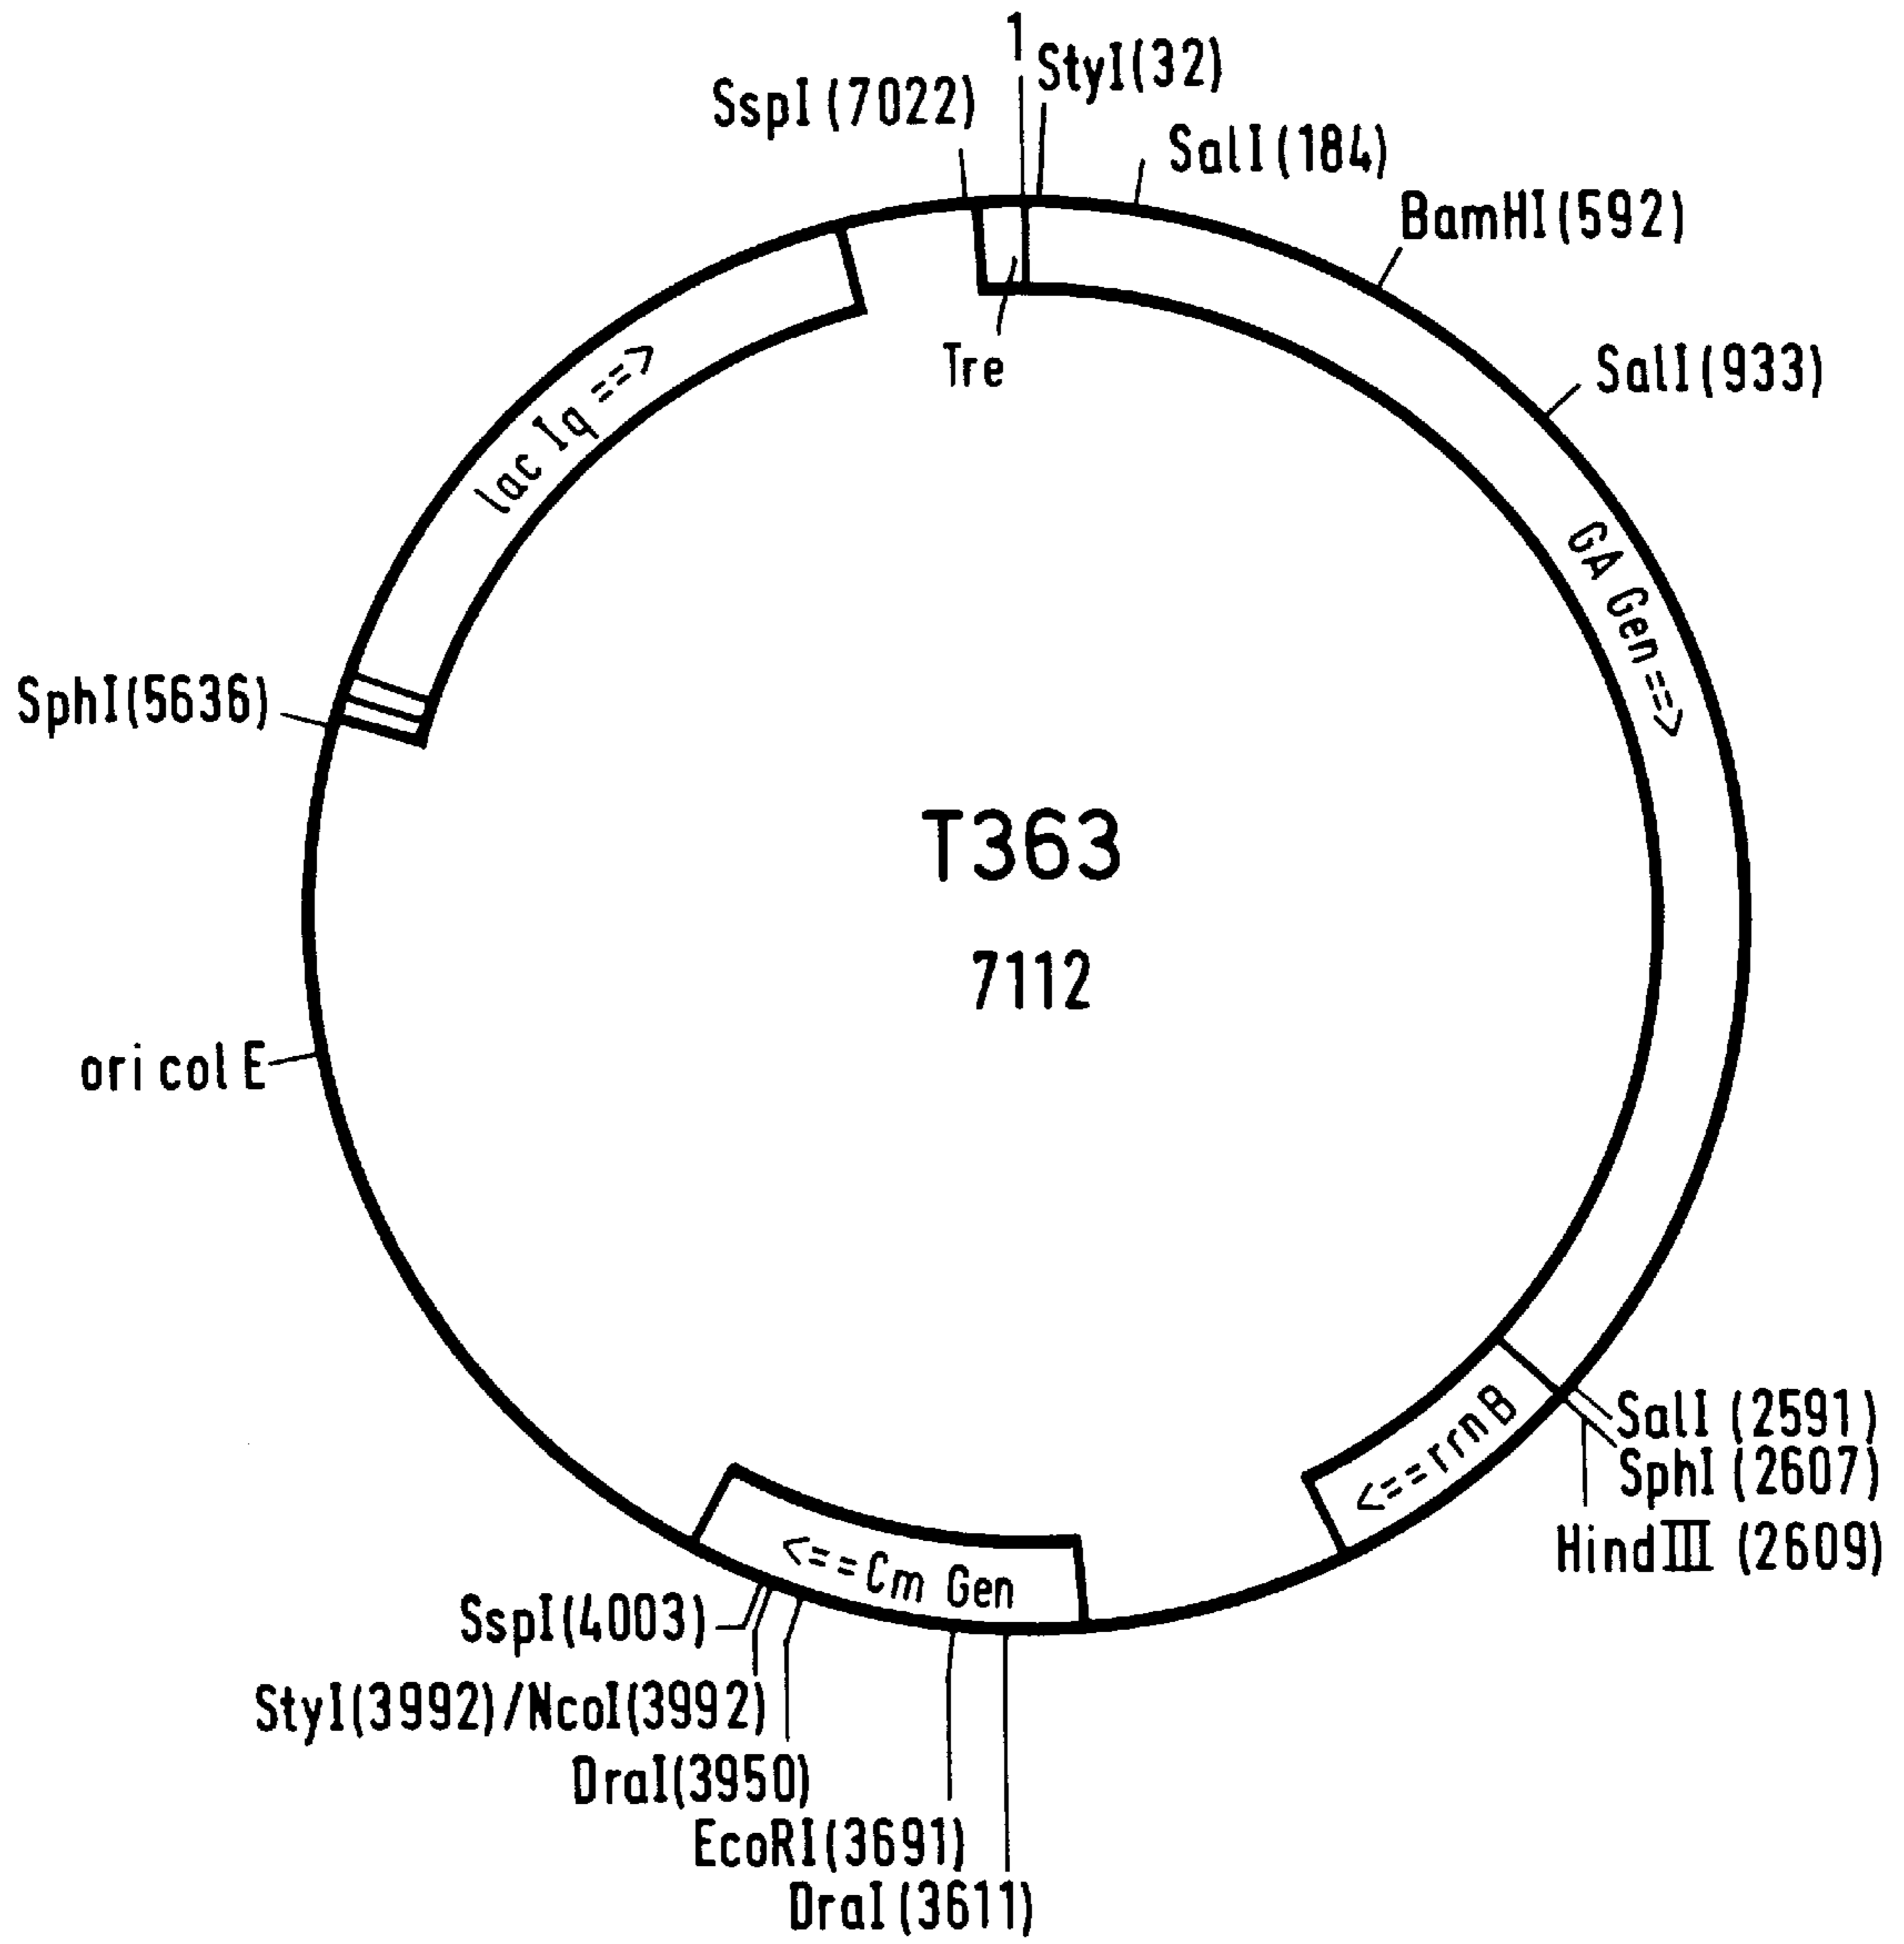 1
StyI(32)
SspI(7022)
SalI(184)
BamHI(592)
SalI(933)
Tre
lac Iq ==>
GA Gen ==>
SphI(5636)
T363
7112
ori col E
SalI (2591)
SphI (2607)
HindIII (2609)
<==rrnB
<==Cm Gen
SspI(4003)
StyI(3992)/NcoI(3992)
DraI(3950)
EcoRI(3691)
DraI(3611)